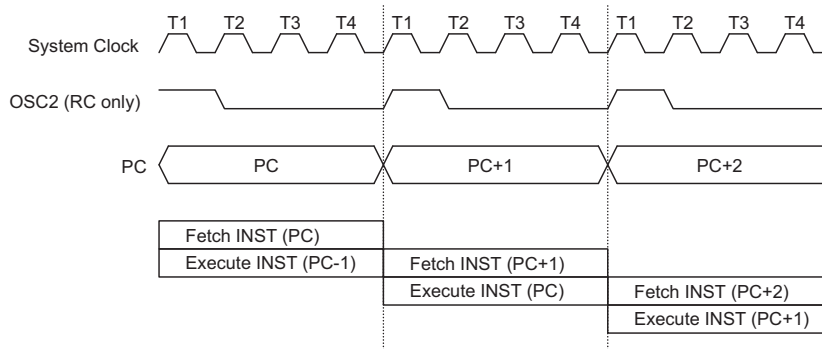 T1 T2 T3 T4 T1 T2 T3 T4 T1 T2 T3 T4
System Clock
OSC2 (RC only)
PC PC PC+1 PC+2
Fetch INST (PC)
Execute INST (PC-1) Fetch INST (PC+1)
Execute INST (PC) Fetch INST (PC+2)
Execute INST (PC+1)